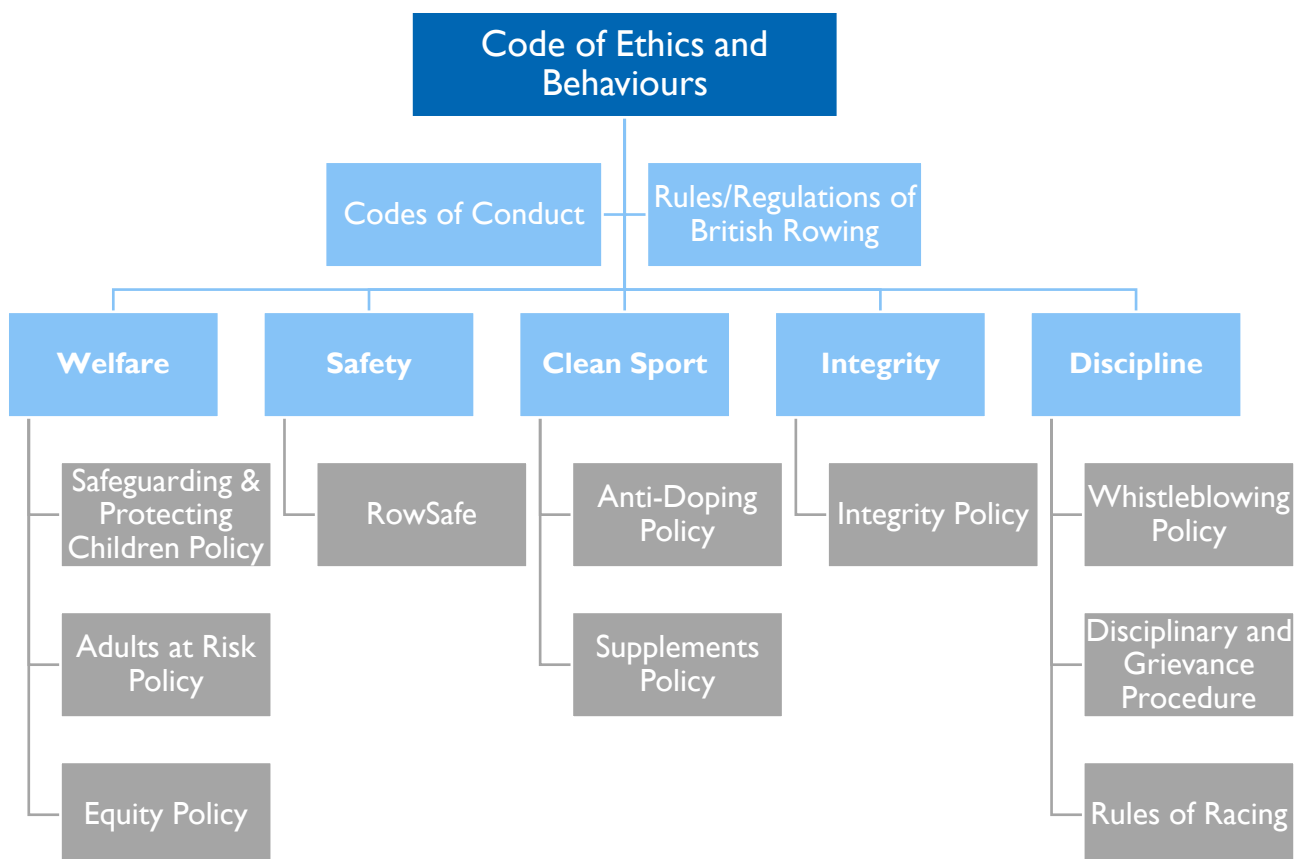 Code of Ethics and
Behaviours
Codes of Conduct
Rules/Regulations of
British Rowing
Welfare
Safety
Clean Sport
Integrity
Discipline
Safeguarding &
Protecting
Children Policy
RowSafe
Anti-Doping
Policy
Integrity Policy
Whistleblowing
Policy
Adults at Risk
Policy
Supplements
Policy
Disciplinary and
Grievance
Procedure
Equity Policy
Rules of Racing